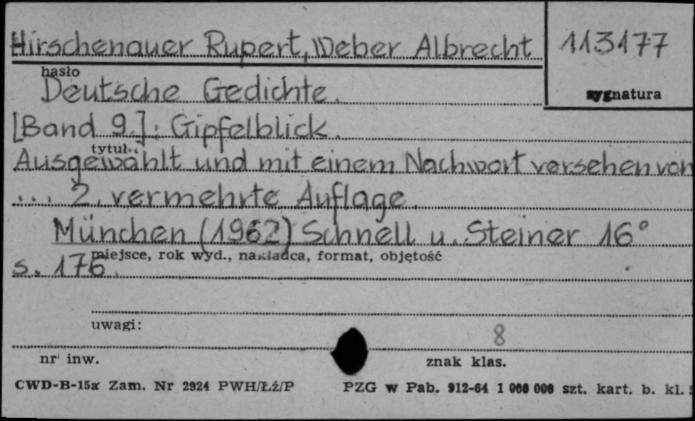 Hirschenauer Rupert, Weber Albrecht
113177
hasło
sygnatura
Deutsche Gedichte.
[Band 9.]: Gipfelblick.
tytuł
Ausgewählt und mit einem Nachwort versehen von
... 2. vermehrte Auflage.
München (1962) Schnell u. Steiner 16°
miejsce, rok wyd., nakładca, format, objętość
s. 176.
uwagi:
8
nr inw.
znak klas.
CWD-B-15a Zam. Nr 2924 PWH/Łź/P
PZG w Pab. 912-64 1 000 000 szt. kart. b. kl.